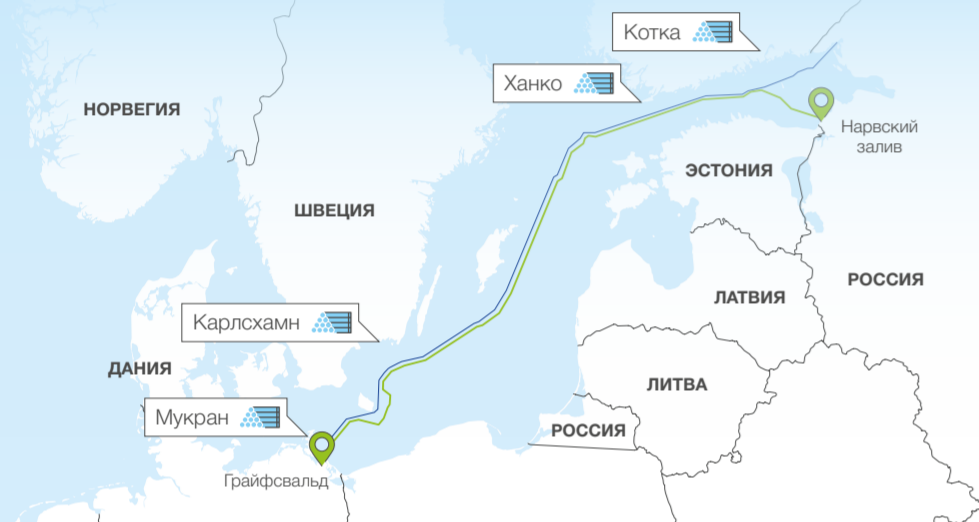 Котка
Ханко
НОРВЕГИЯ
Нарвский
залив
ЭСТОНИЯ
ШВЕЦИЯ
РОССИЯ
ЛАТВИЯ
Карлсхамн
ДАНИЯ
ЛИТВА
Мукран
РОССИЯ
Грайфсвальд